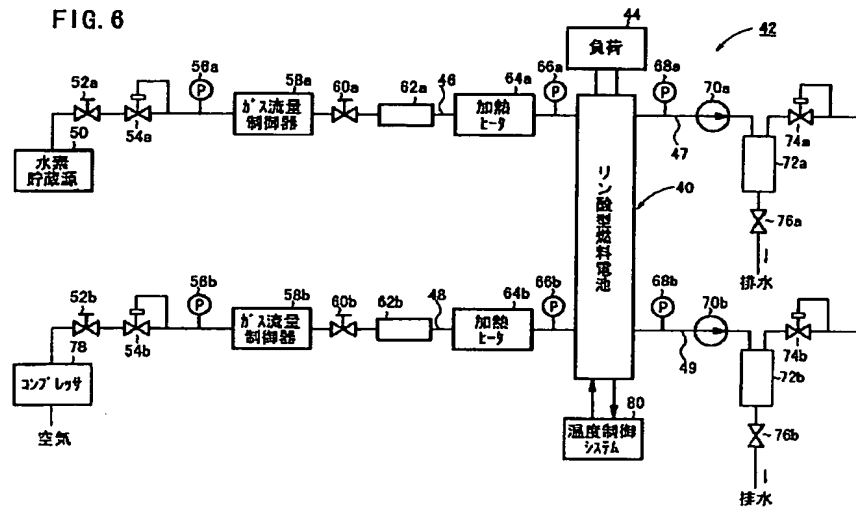 FIG. 6
44
負荷
42
52a
56a
58a
60a
62a
46
64a
66a
68a
70a
P
ｶﾞｽ流量
制御器
加熱
ﾋｰﾀ
P
P
50
54a
水素
貯蔵源
47
74a
72a
リン酸型燃料電池
40
76a
排水
52b
56b
58b
60b
62b
48
64b
66b
68b
70b
P
ｶﾞｽ流量
制御器
加熱
ﾋｰﾀ
P
P
78
54b
49
74b
72b
ｺﾝﾌﾟﾚｯｻ
80
温度制御
ｼｽﾃﾑ
76b
空気
排水